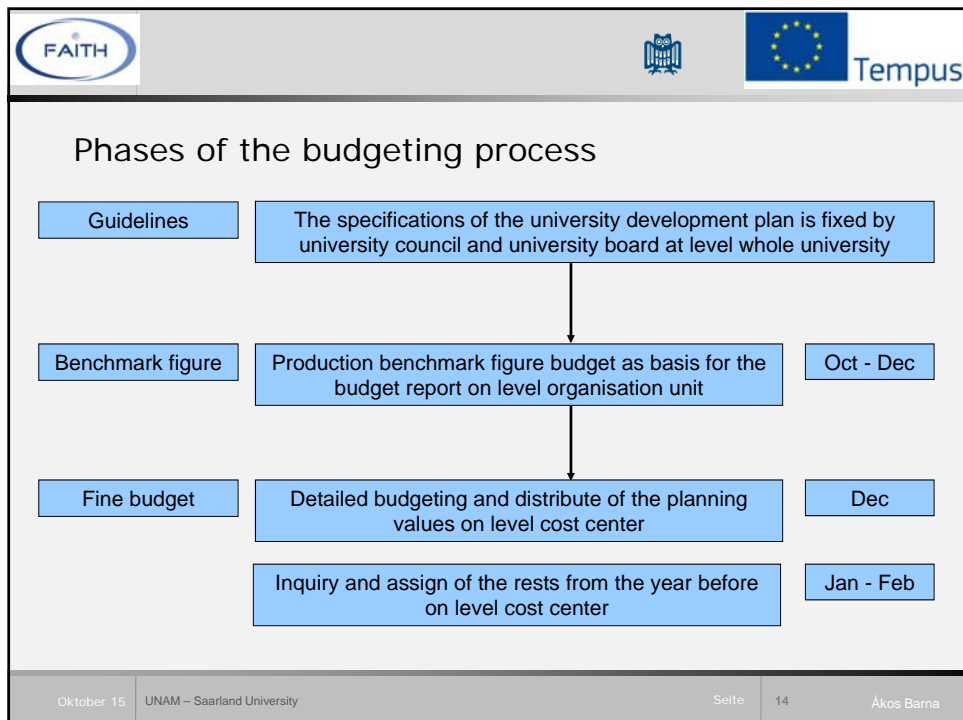 FAITH
Tempus
Phases of the budgeting process
Guidelines
The specifications of the university development plan is fixed by
university council and university board at level whole university
Benchmark figure
Production benchmark figure budget as basis for the
budget report on level organisation unit
Oct - Dec
Fine budget
Detailed budgeting and distribute of the planning
values on level cost center
Dec
Inquiry and assign of the rests from the year before
on level cost center
Jan - Feb
Oktober 15 UNAM – Saarland University Seite 14 Ákos Barna